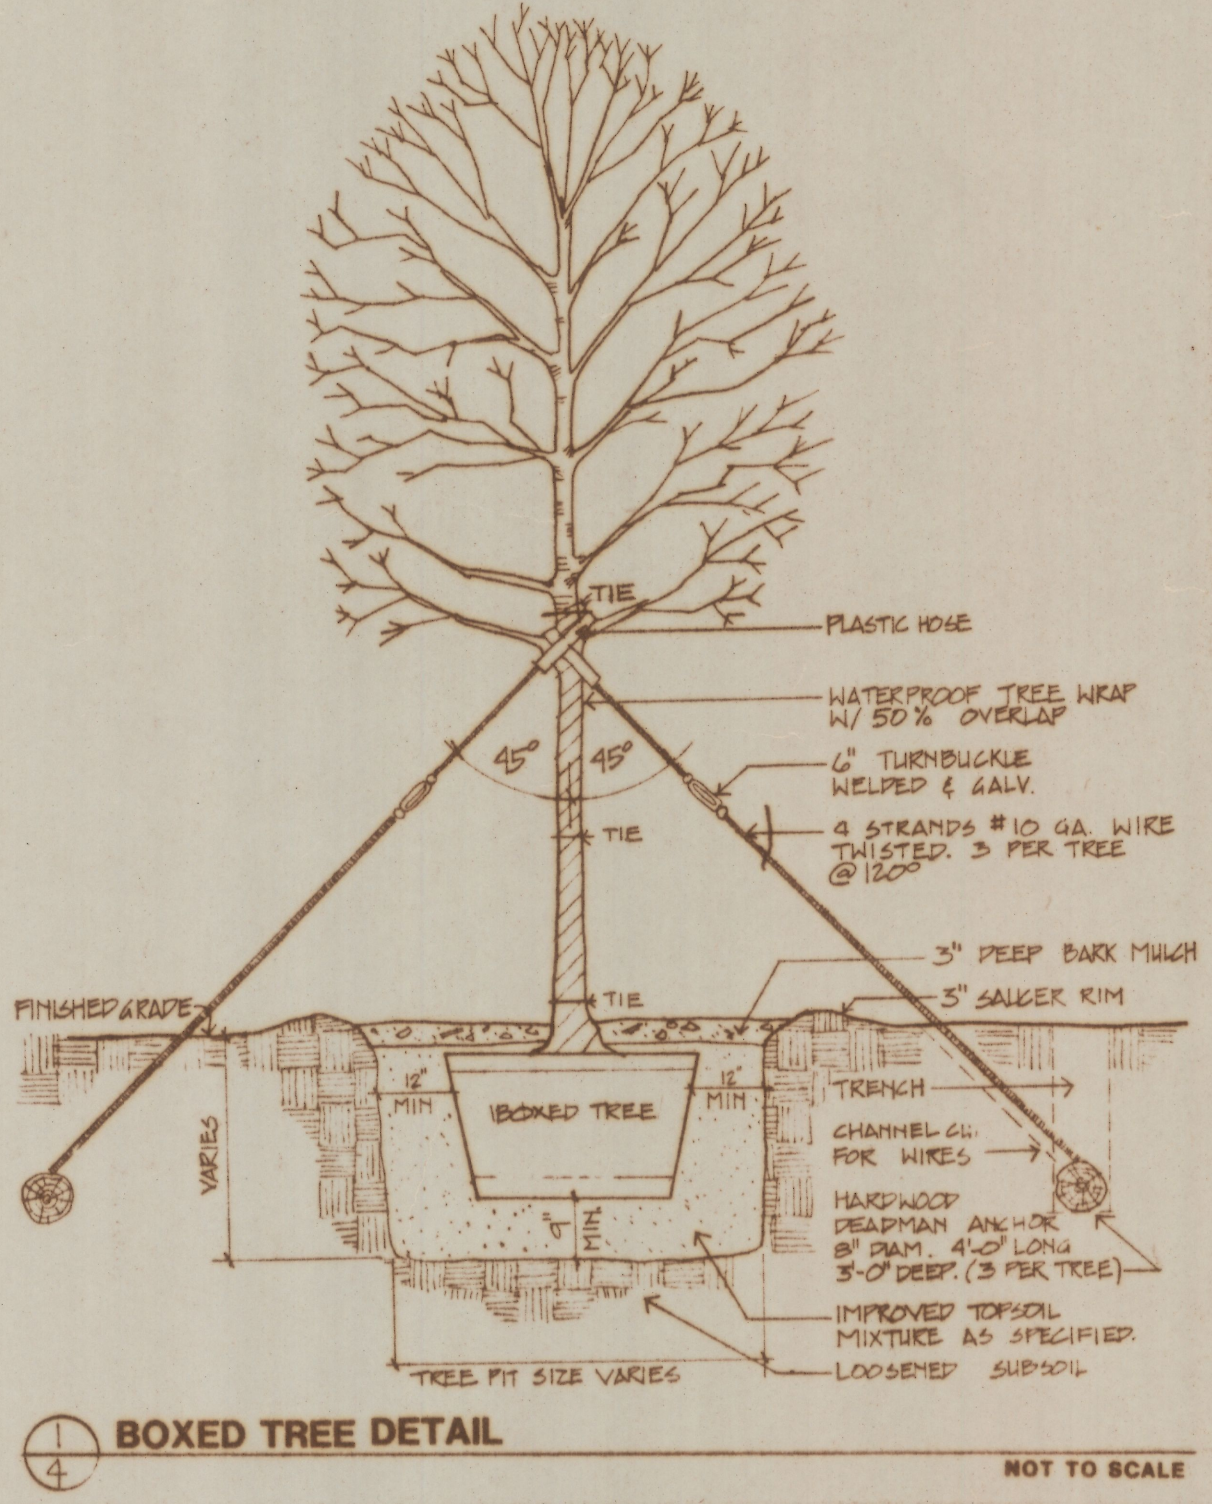 TIE
PLASTIC HOSE
WATERPROOF TREE WRAP
W/ 50% OVERLAP
45° 45°
6" TURNBUCKLE
WELDED & GALV.
TIE
4 STRANDS #10 GA. WIRE
TWISTED. 3 PER TREE
@ 120°
3" DEEP BARK MULCH
FINISHED GRADE
TIE
3" SAUCER RIM
12"
MIN
BOXED TREE
12"
MIN
TRENCH
VARIES
CHANNEL
FOR WIRES
9"
MIN.
HARDWOOD
DEADMAN ANCHOR
8" DIAM. 4'-0" LONG
3'-0" DEEP. (3 PER TREE)
IMPROVED TOPSOIL
MIXTURE AS SPECIFIED.
LOOSENED SUBSOIL
TREE PIT SIZE VARIES
1
4
BOXED TREE DETAIL
NOT TO SCALE